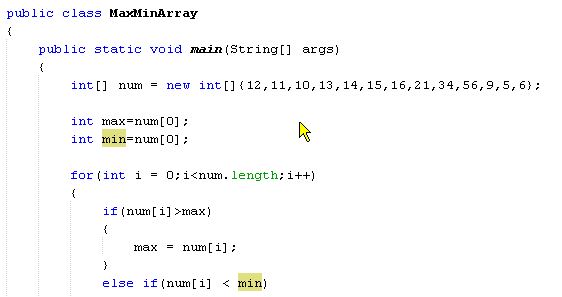 public class MaxMinArray
{
public static void main(String[] args)
{
int[] num = new int[]{12,11,10,13,14,15,16,21,34,56,9,5,6};
int max=num[0];
int min=num[0];
for(int i = 0;i<num.length;i++)
{
if(num[i]>max)
{
max = num[i];
}
else if(num[i] < min)